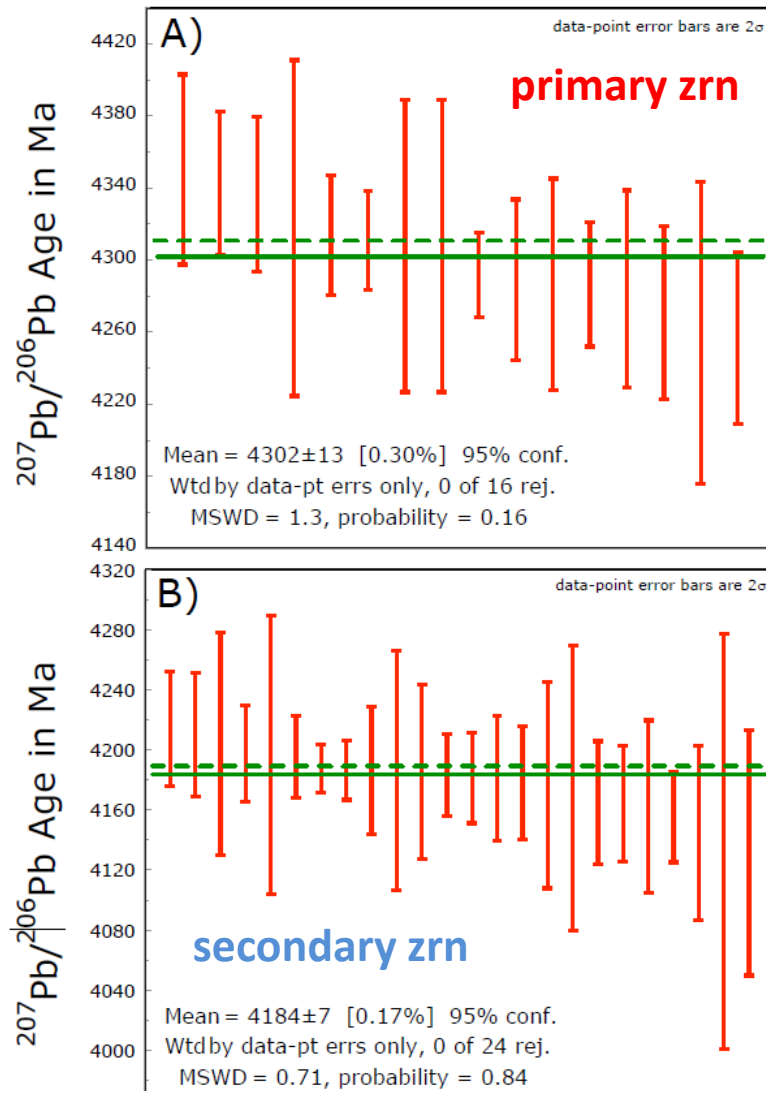 A)
data-point error bars are 2σ
primary zrn
4420
4380
4340
4300
4260
4220
4180
4140
207Pb/206Pb Age in Ma
Mean = 4302±13 [0.30%] 95% conf.
Wtd by data-pt errs only, 0 of 16 rej.
MSWD = 1.3, probability = 0.16
B)
data-point error bars are 2σ
4320
4280
4240
4200
4160
4120
4080
4040
4000
207Pb/206Pb Age in Ma
secondary zrn
Mean = 4184±7 [0.17%] 95% conf.
Wtd by data-pt errs only, 0 of 24 rej.
MSWD = 0.71, probability = 0.84